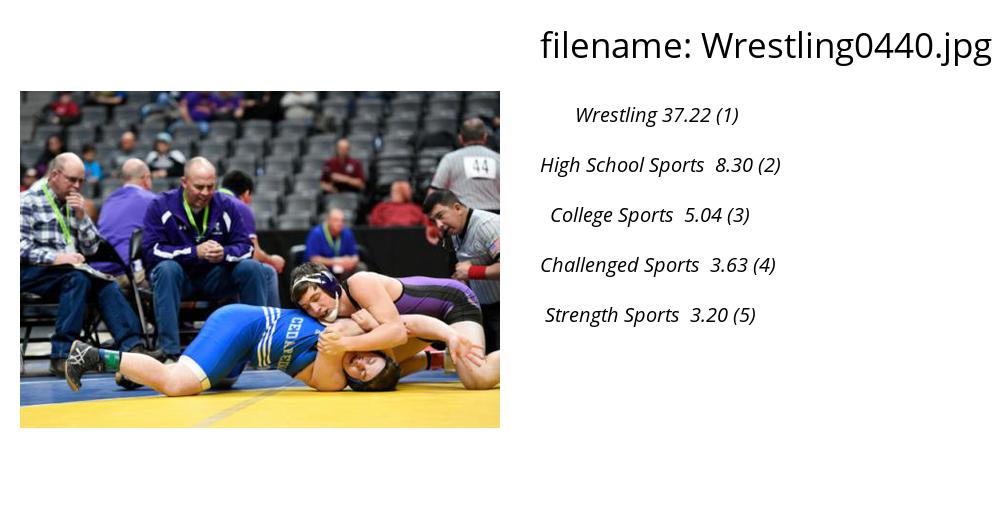 filename: Wrestling0440.jpg
Wrestling 37.22 (1)
High School Sports 8.30 (2)
College Sports 5.04 (3)
Challenged Sports 3.63 (4)
Strength Sports 3.20 (5)
44